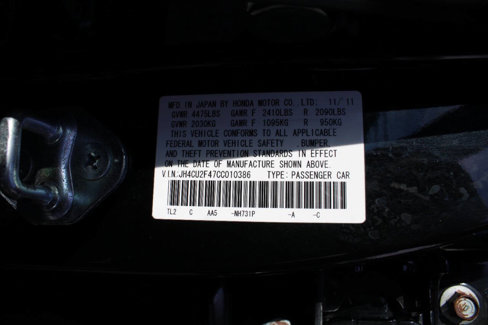 MFD IN JAPAN BY HONDA MOTOR CO.,LTD. 11/11
GVWR 4475LBS GAWR F 2410LBS R 2090LBS
GVWR 2030KG GAWR F 1095KG R 950KG
THIS VEHICLE CONFORMS TO ALL APPLICABLE
FEDERAL MOTOR VEHICLE SAFETY ,BUMPER,
AND THEFT PREVENTION STANDARDS IN EFFECT
ON THE DATE OF MANUFACTURE SHOWN ABOVE.
V.I.N:JH4CU2F47CC010386 TYPE:PASSENGER CAR
TL2 C AA5 -NH731P -A -C